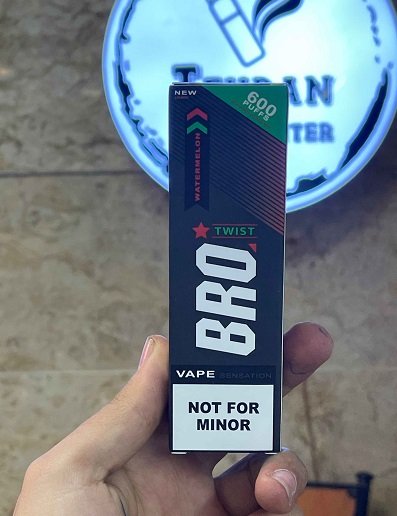 NEW
600
PUFFS
WATERMELON
TWIST
BRO
VAPE SENSATION
NOT FOR
MINOR